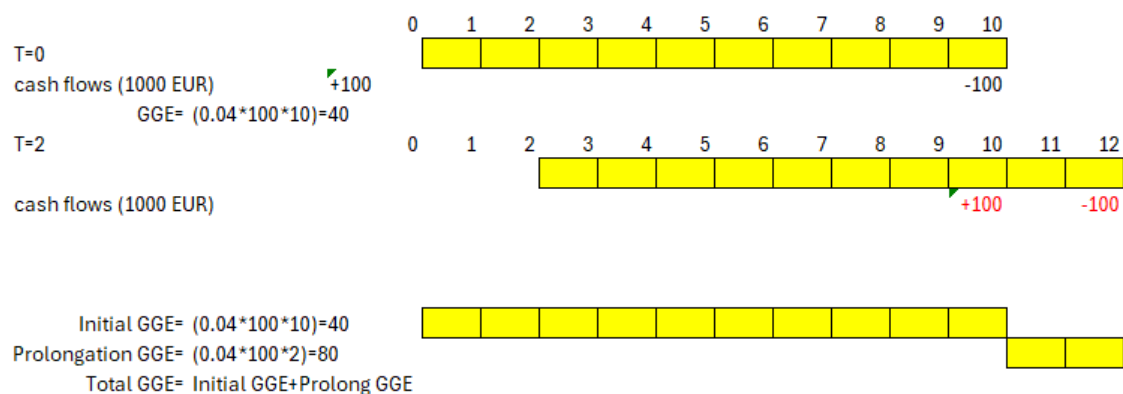 0 1 2 3 4 5 6 7 8 9 10
T=0
cash flows (1000 EUR) +100 -100
GGE= (0.04*100*10)=40
T=2 0 1 2 3 4 5 6 7 8 9 10 11 12
cash flows (1000 EUR) +100 -100
Initial GGE= (0.04*100*10)=40
Prolongation GGE= (0.04*100*2)=80
Total GGE= Initial GGE+Prolong GGE